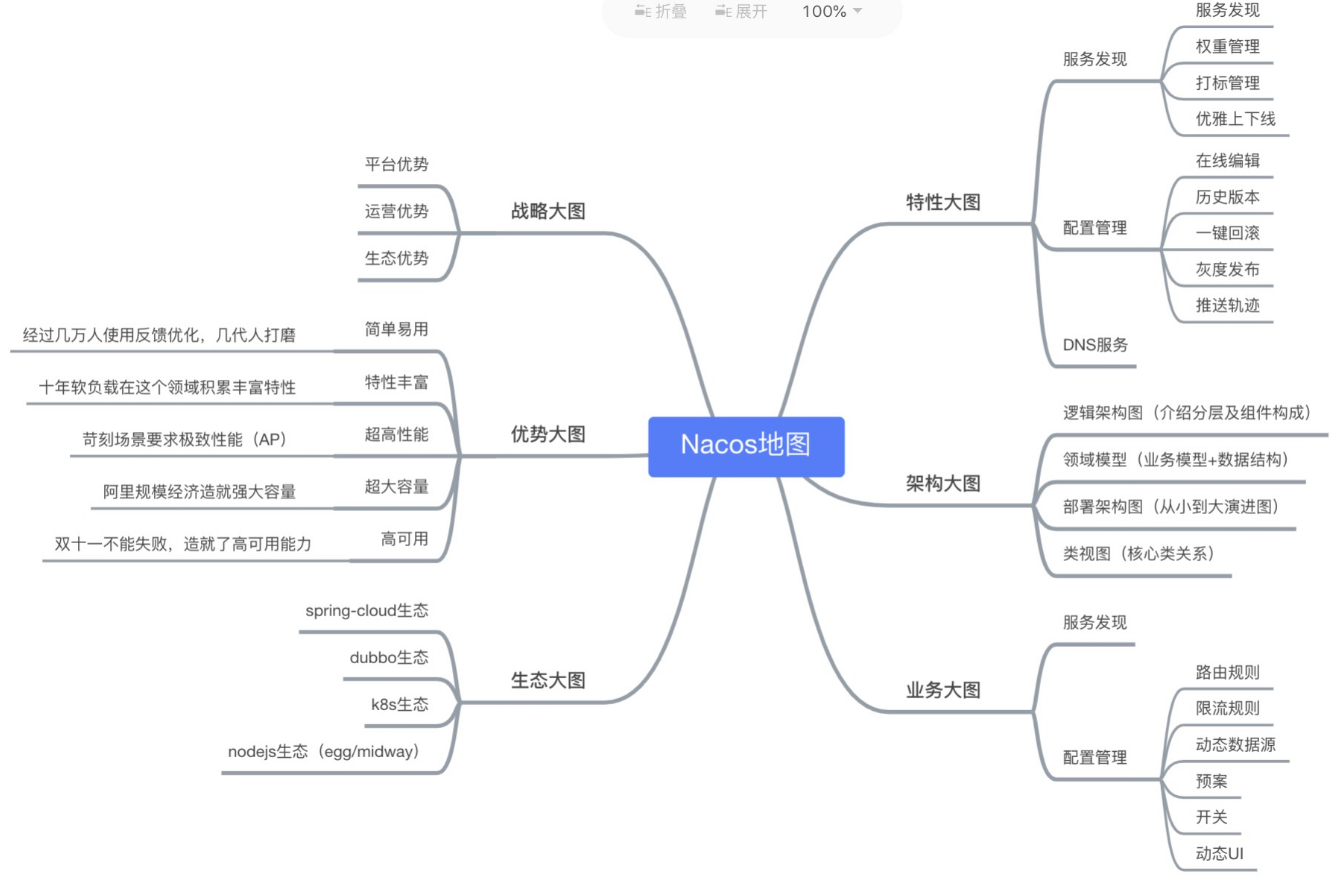 折叠 展开 100%
Nacos地图
特性大图
服务发现
服务发现
权重管理
打标管理
优雅上下线
配置管理
在线编辑
历史版本
一键回滚
灰度发布
推送轨迹
DNS服务
架构大图
逻辑架构图（介绍分层及组件构成）
领域模型（业务模型+数据结构）
部署架构图（从小到大演进图）
类视图（核心类关系）
业务大图
服务发现
配置管理
路由规则
限流规则
动态数据源
预案
开关
动态UI
战略大图
平台优势
运营优势
生态优势
优势大图
简单易用
经过几万人使用反馈优化，几代人打磨
特性丰富
十年软负载在这个领域积累丰富特性
超高性能
苛刻场景要求极致性能（AP）
超大容量
阿里规模经济造就强大容量
高可用
双十一不能失败，造就了高可用能力
生态大图
spring-cloud生态
dubbo生态
k8s生态
nodejs生态（egg/midway）